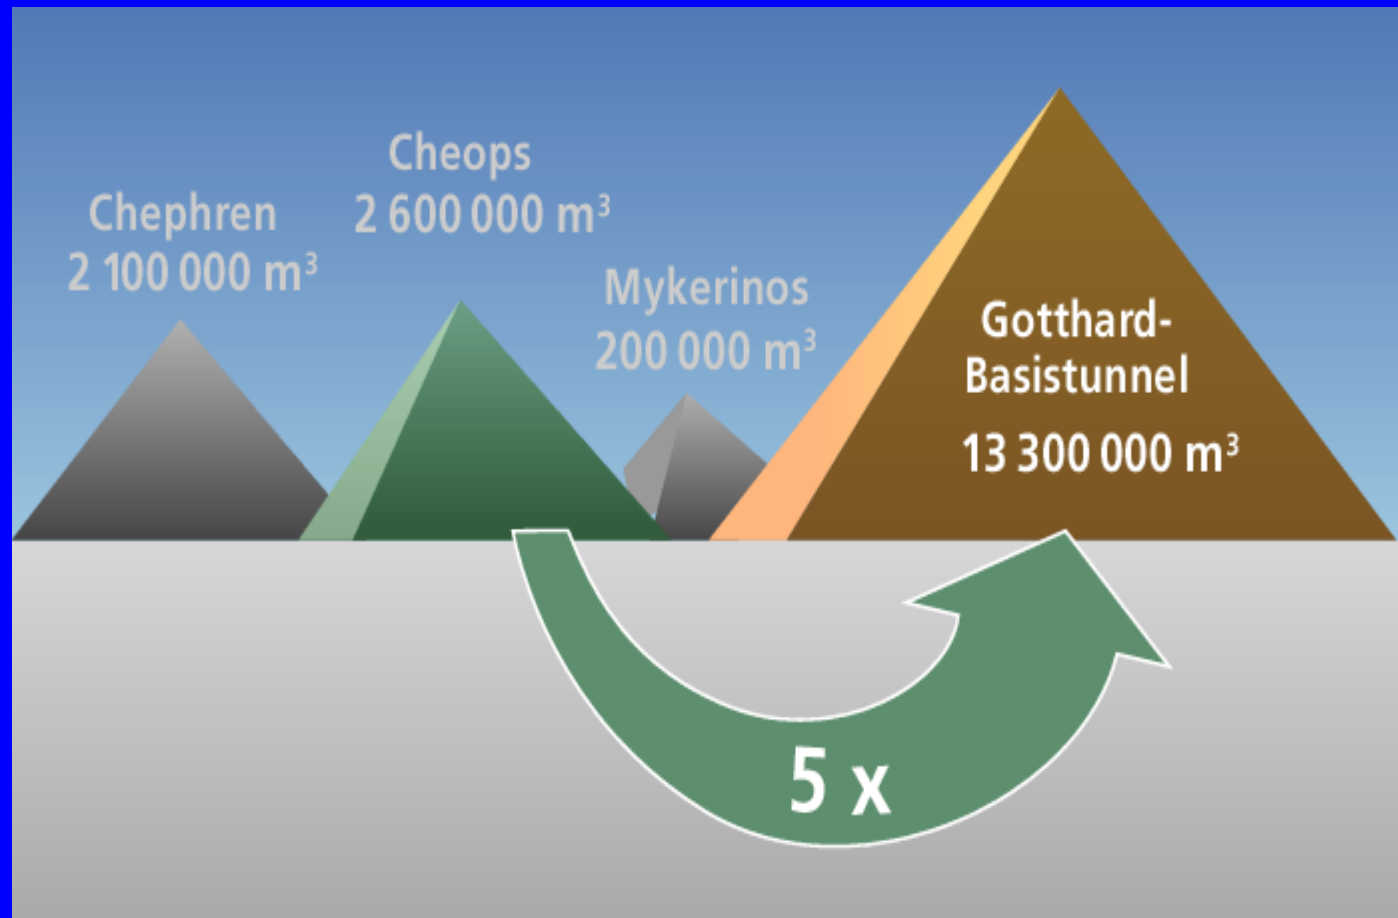 Chephren
2 100 000 m³
Cheops
2 600 000 m³
Mykerinos
200 000 m³
Gotthard-
Basistunnel
13 300 000 m³
5 x